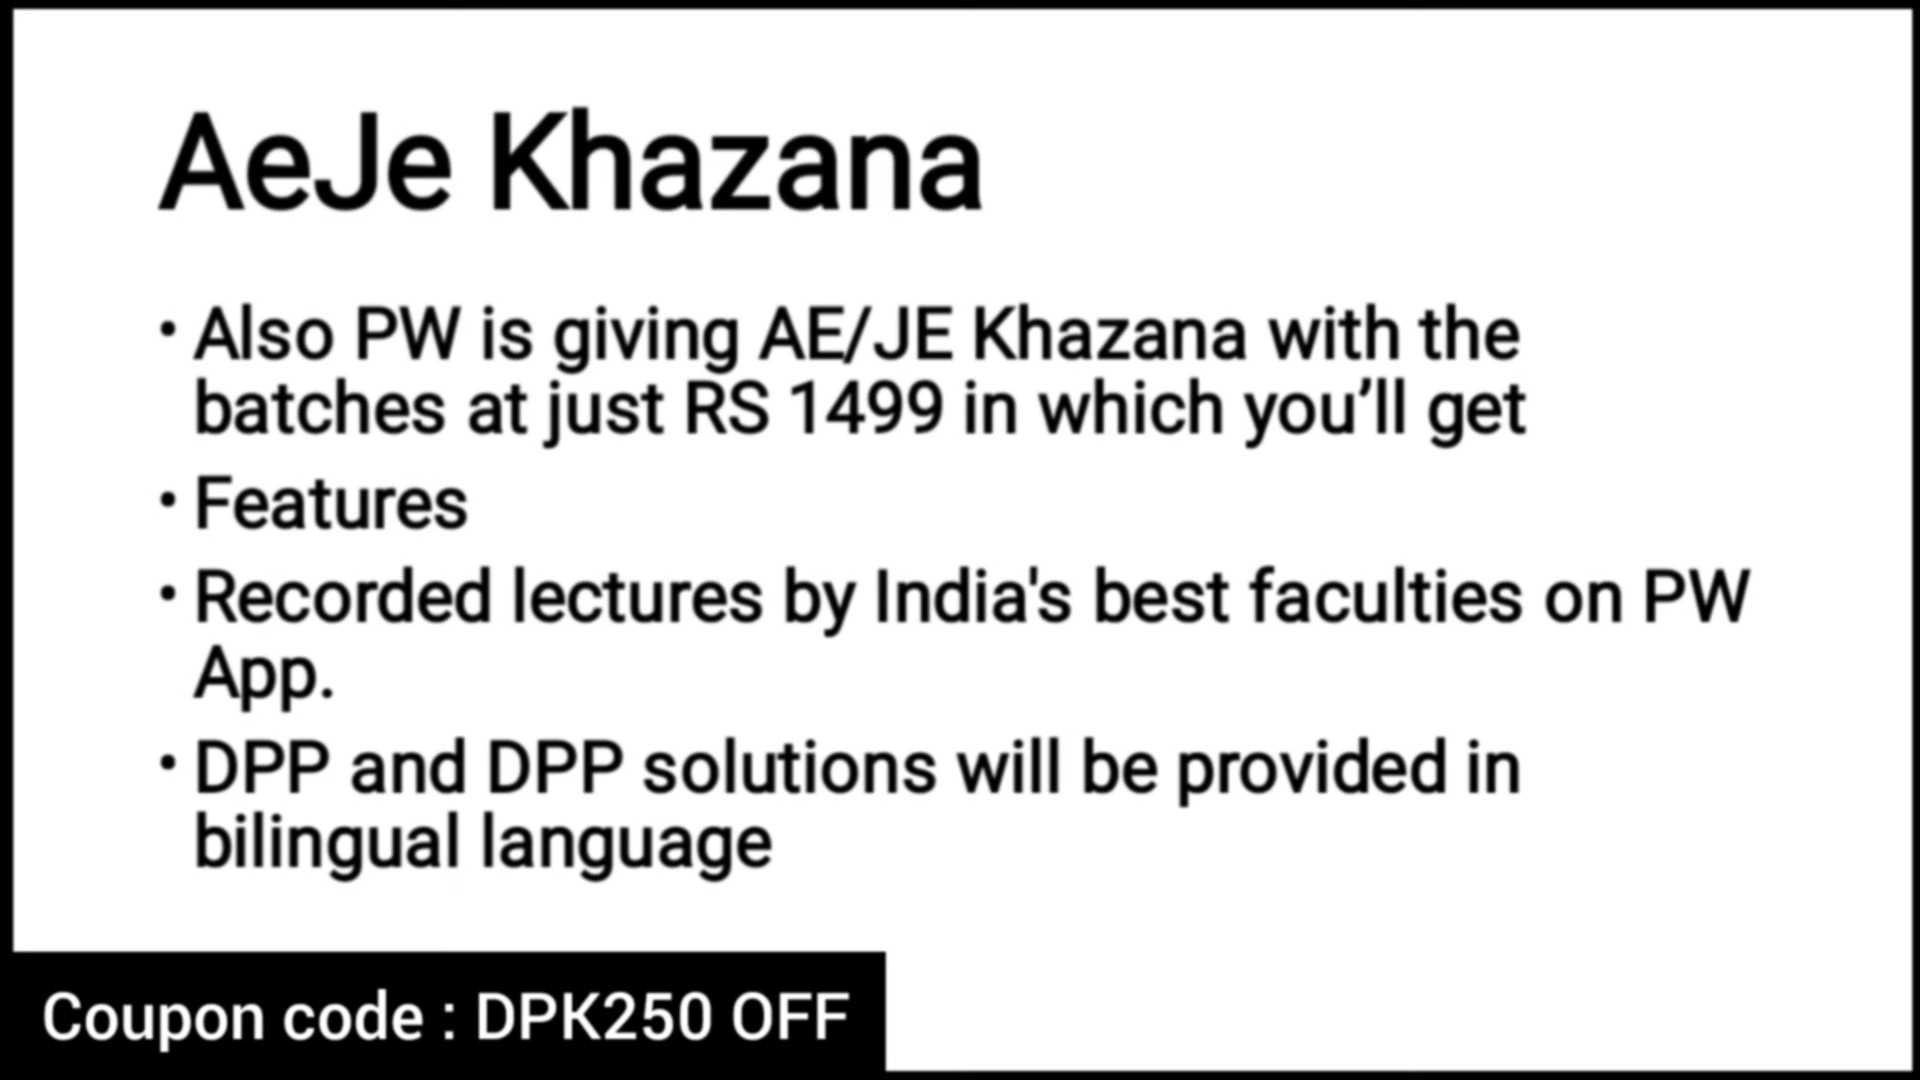 AeJe Khazana
• Also PW is giving AE/JE Khazana with the
batches at just RS 1499 in which you’ll get
• Features
• Recorded lectures by India's best faculties on PW
App.
• DPP and DPP solutions will be provided in
bilingual language
Coupon code : DPK250 OFF